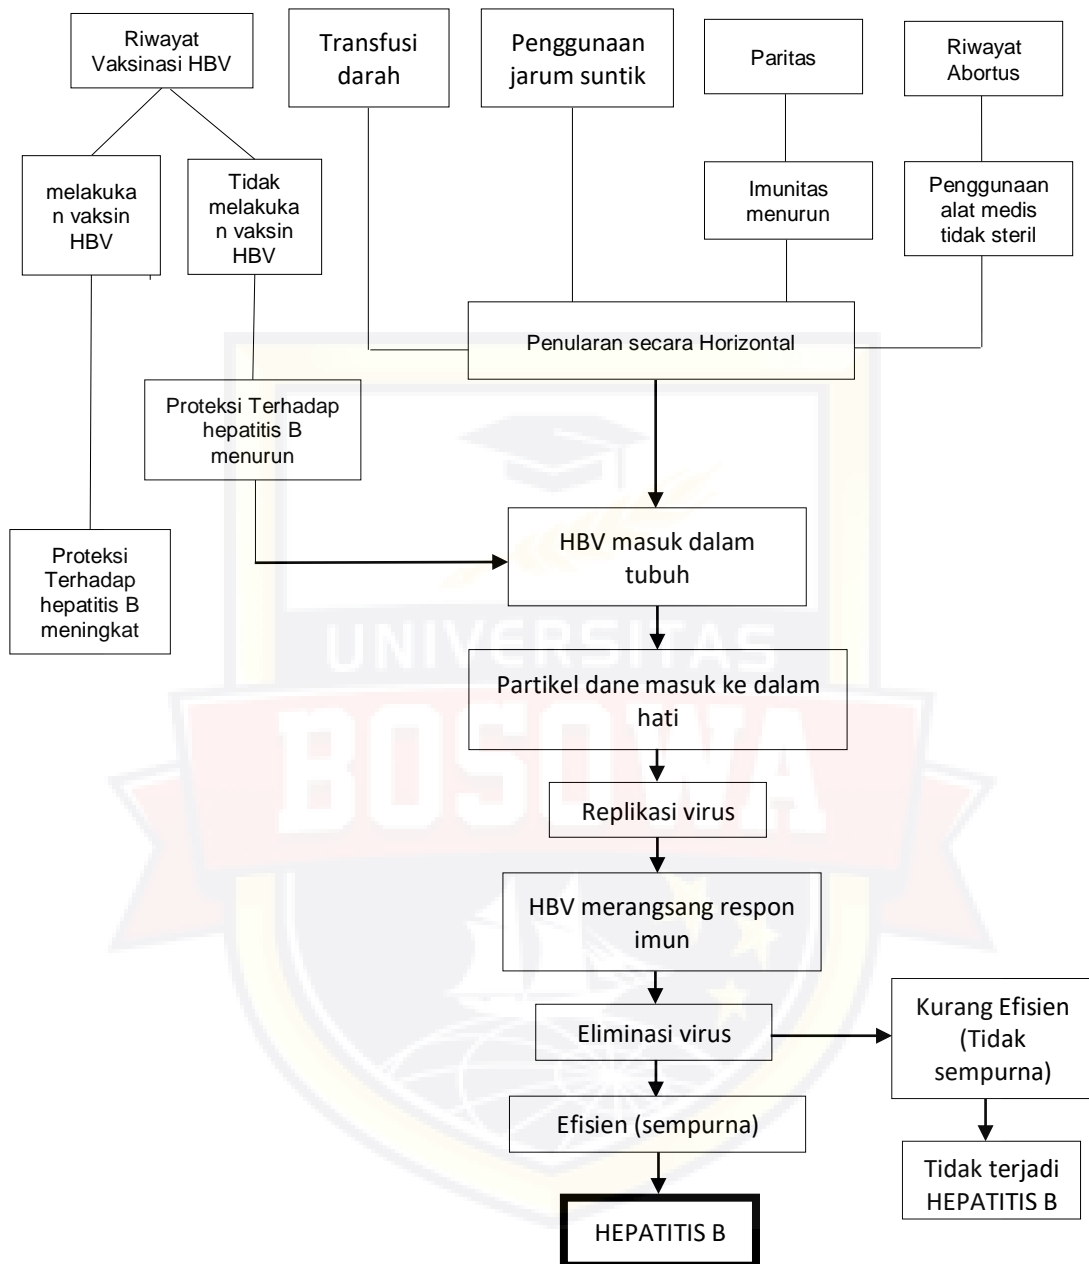 Riwayat
Vaksinasi HBV
Transfusi
darah
Penggunaan
jarum suntik
Paritas
Riwayat
Abortus
melakuka
n vaksin
HBV
Tidak
melakuka
n vaksin
HBV
Imunitas
menurun
Penggunaan
alat medis
tidak steril
Penularan secara Horizontal
Proteksi Terhadap
hepatitis B
menurun
Proteksi
Terhadap
hepatitis B
meningkat
HBV masuk dalam
tubuh
UNIVERSITAS
BOSOWA
Partikel dane masuk ke dalam
hati
Replikasi virus
HBV merangsang respon
imun
Eliminasi virus
Kurang Efisien
(Tidak
sempurna)
Efisien (sempurna)
Tidak terjadi
HEPATITIS B
HEPATITIS B